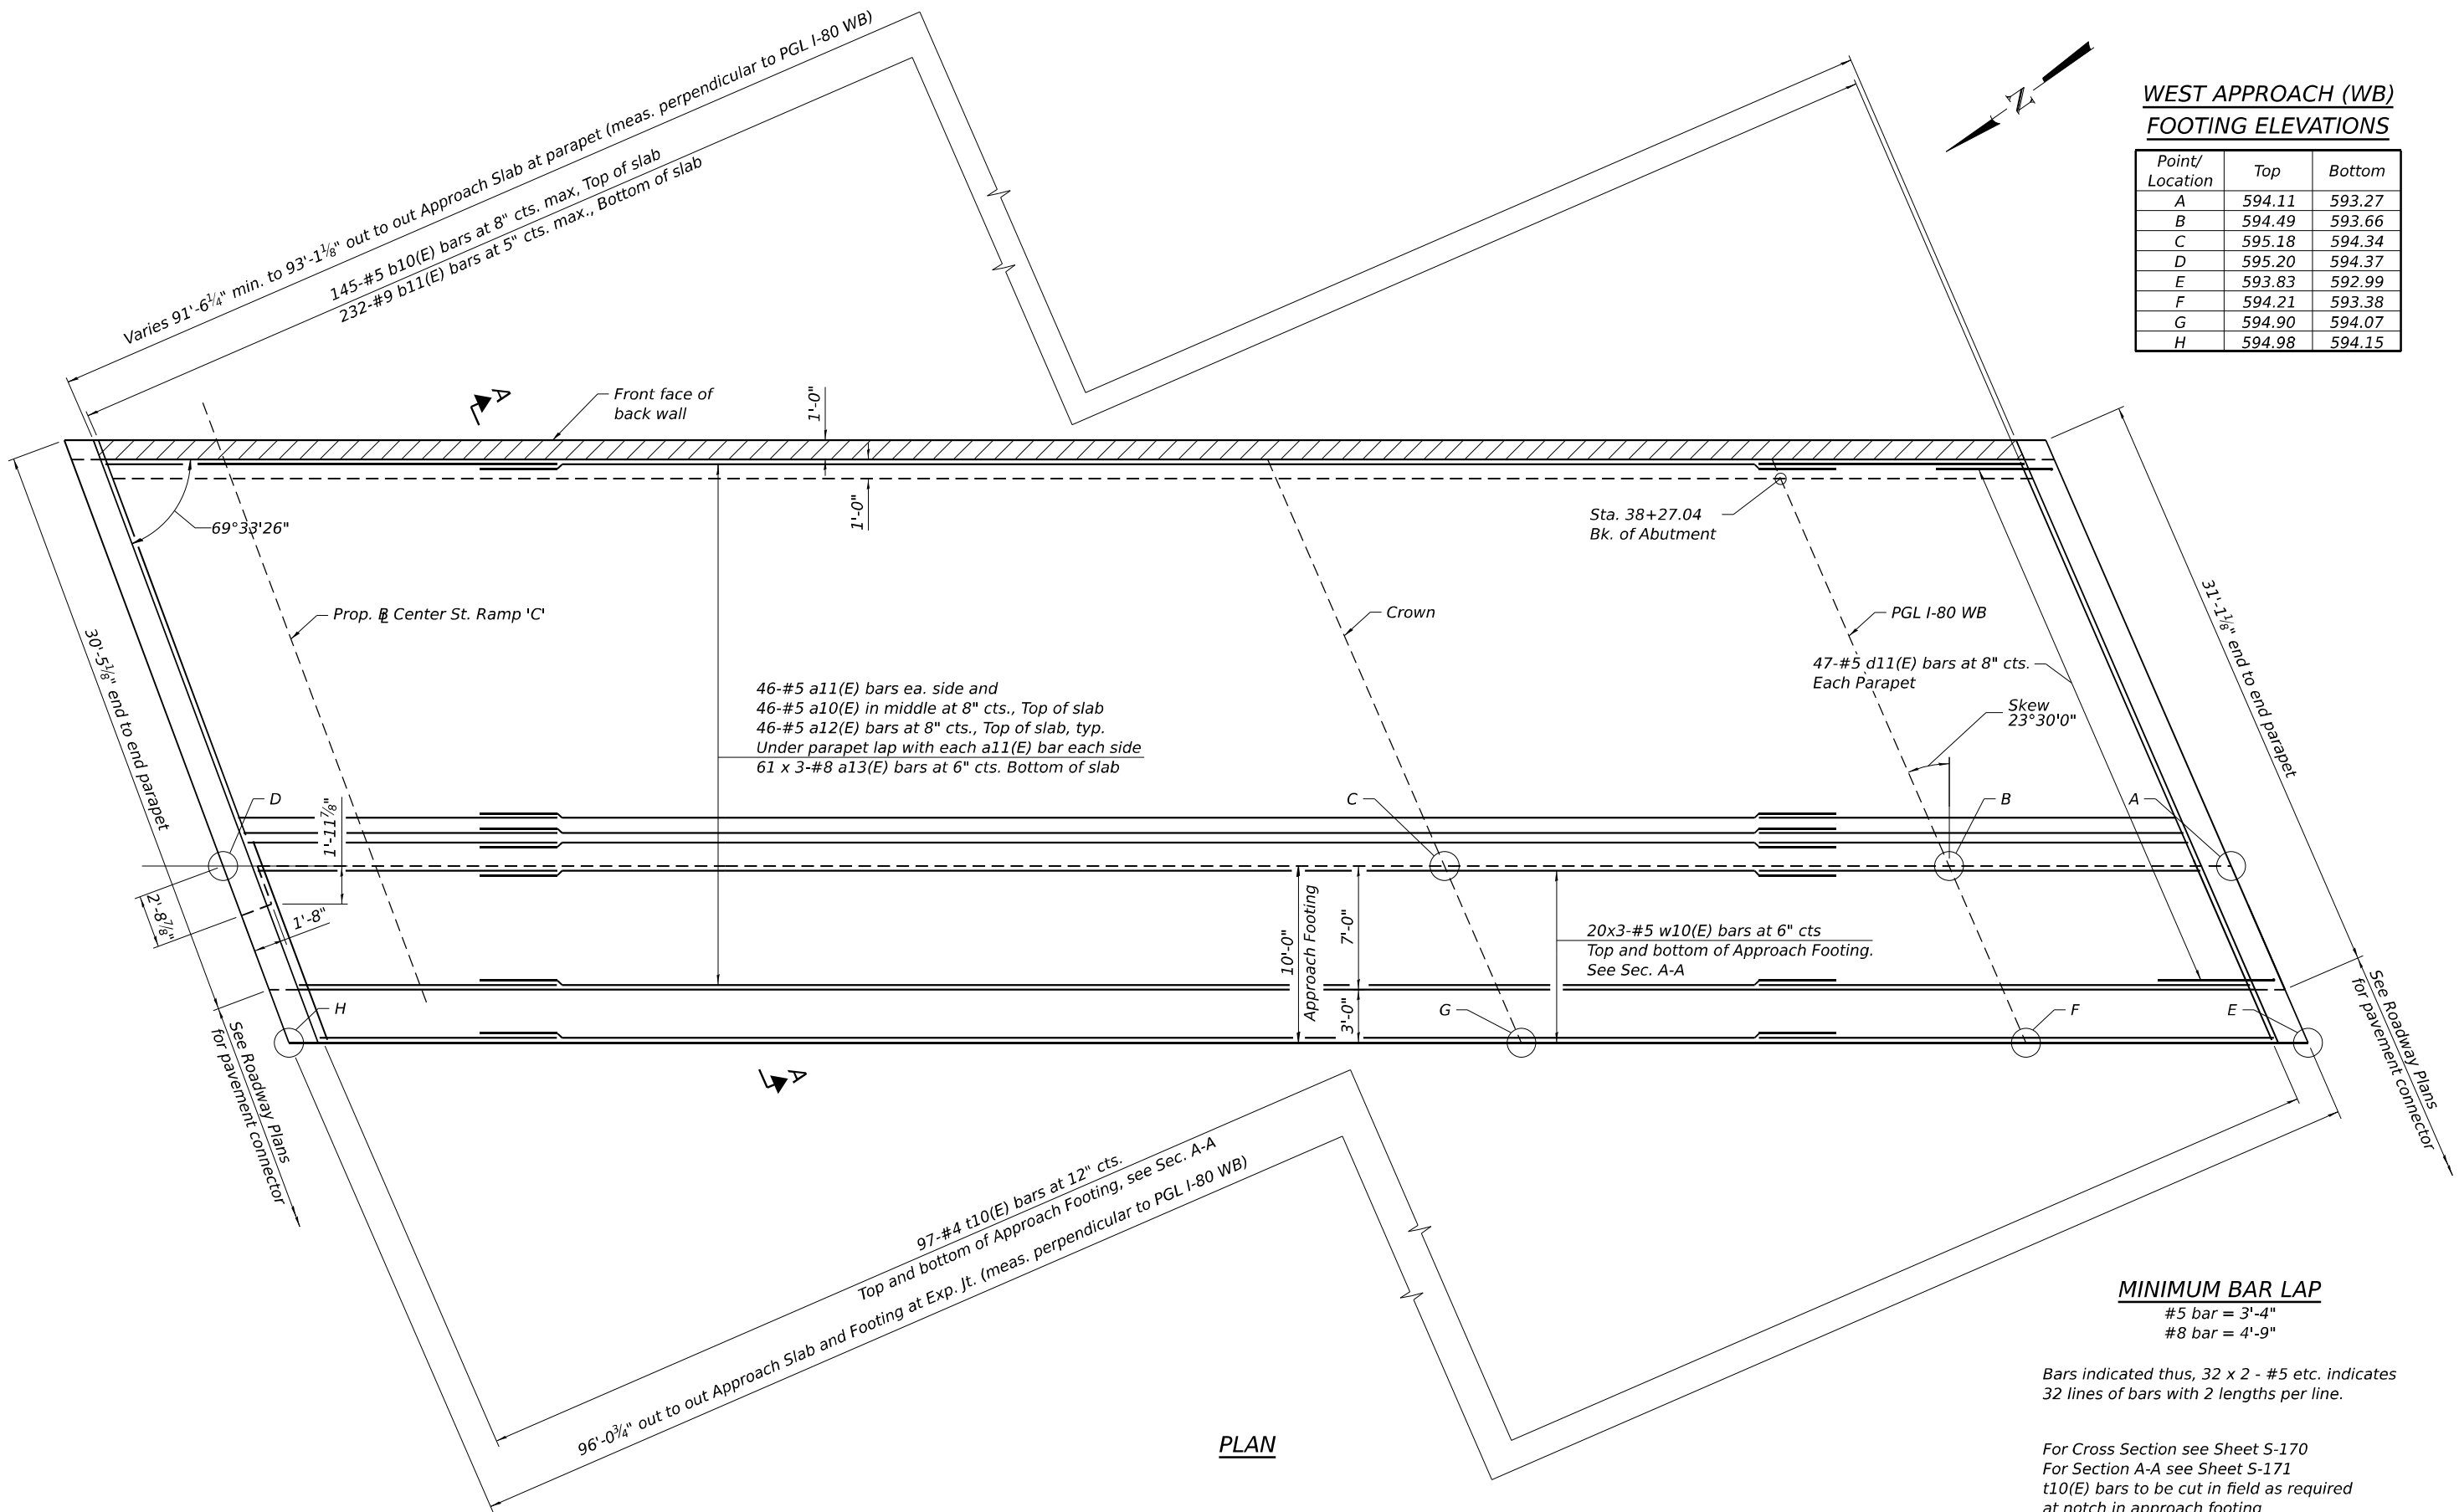 Varies 91'-6¼" min. to 93'-1⅛" out to out Approach Slab at parapet (meas. perpendicular to PGL I-80 WB)
145-#5 b10(E) bars at 8" cts. max, Top of slab
232-#9 b11(E) bars at 5" cts. max., Bottom of slab
N
WEST APPROACH (WB)
FOOTING ELEVATIONS
Point/ Location Top Bottom
A 594.11 593.27
B 594.49 593.66
C 595.18 594.34
D 595.20 594.37
E 593.83 592.99
F 594.21 593.38
G 594.90 594.07
H 594.98 594.15
A
Front face of
back wall
1'-0"
1'-0"
69°33'26"
Sta. 38+27.04
Bk. of Abutment
Prop. ⅊ Center St. Ramp 'C'
Crown
PGL I-80 WB
30'-5⅛" end to end parapet
31'-1⅛" end to end parapet
47-#5 d11(E) bars at 8" cts.
Each Parapet
46-#5 a11(E) bars ea. side and
46-#5 a10(E) in middle at 8" cts., Top of slab
46-#5 a12(E) bars at 8" cts., Top of slab, typ.
Under parapet lap with each a11(E) bar each side
61 x 3-#8 a13(E) bars at 6" cts. Bottom of slab
Skew
23°30'0"
D
1'-11⅞"
C
B
A
2'-8⅞"
1'-8"
10'-0"
Approach Footing
7'-0"
3'-0"
20x3-#5 w10(E) bars at 6" cts
Top and bottom of Approach Footing.
See Sec. A-A
H
G
F
E
See Roadway Plans
for pavement connector
See Roadway Plans
for pavement connector
A
97-#4 t10(E) bars at 12" cts.
Top and bottom of Approach Footing, see Sec. A-A
96'-0¾" out to out Approach Slab and Footing at Exp. Jt. (meas. perpendicular to PGL I-80 WB)
PLAN
MINIMUM BAR LAP
#5 bar = 3'-4"
#8 bar = 4'-9"
Bars indicated thus, 32 x 2 - #5 etc. indicates
32 lines of bars with 2 lengths per line.
For Cross Section see Sheet S-170
For Section A-A see Sheet S-171
t10(E) bars to be cut in field as required
at notch in approach footing